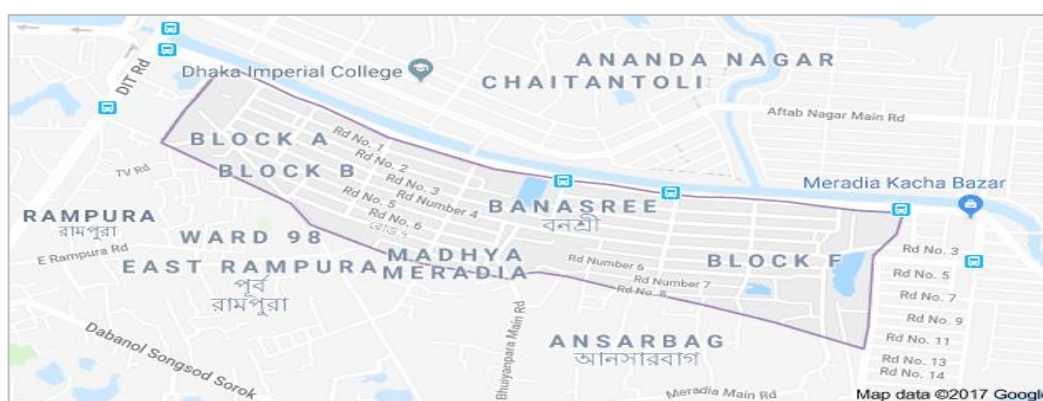 ANANDA NAGAR
DIT Rd
Dhaka Imperial College
CHAITANTOLI
Aftab Nagar Main Rd
BLOCK A
Rd No. 1
Rd No. 2
TV Rd
BLOCK B
Rd No. 3
Rd Number 4
Meradia Kacha Bazar
Rd No. 5
BANASREE
বনশ্রী
RAMPURA
রামপুরা
Rd No. 6
WARD 98
E Rampura Rd
MADHYA
MERADIA
Rd No. 3
EAST RAMPURA
পূর্ব
রামপুরা
Rd Number 6
BLOCK F
Rd No. 5
Rd Number 7
Rd No. 8
Rd No. 7
Rd No. 9
Dabanol Songsod Sorok
Bhuiyanpara Main Rd
ANSARBAG
আনসারবাগ
Rd No. 11
Rd No. 13
Rd No. 14
Meradia Main Rd
Map data ©2017 Google